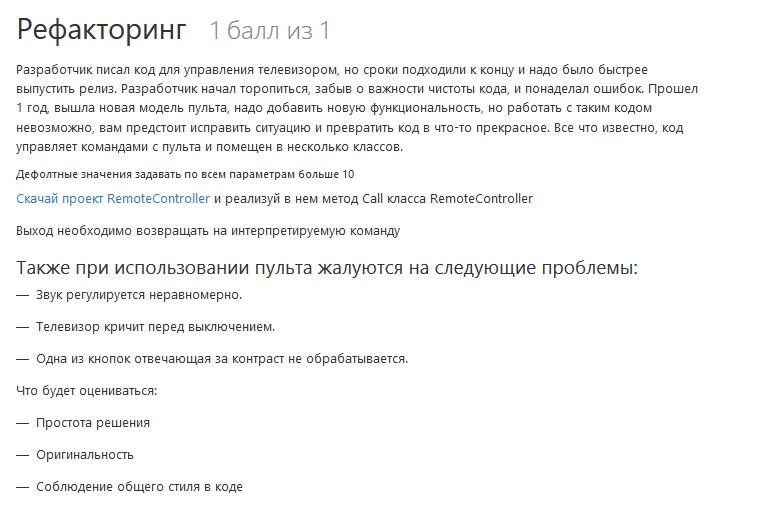 Рефакторинг 1 балл из 1
Разработчик писал код для управления телевизором, но сроки подходили к концу и надо было быстрее
выпустить релиз. Разработчик начал торопиться, забыв о важности чистоты кода, и понаделал ошибок. Прошел
1 год, вышла новая модель пульта, надо добавить новую функциональность, но работать с таким кодом
невозможно, вам предстоит исправить ситуацию и превратить код в что-то прекрасное. Все что известно, код
управляет командами с пульта и помещен в несколько классов.
Дефолтные значения задавать по всем параметрам больше 10
Скачай проект RemoteController и реализуй в нем метод Call класса RemoteController
Выход необходимо возвращать на интерпретируемую команду
Также при использовании пульта жалуются на следующие проблемы:
— Звук регулируется неравномерно.
— Телевизор кричит перед выключением.
— Одна из кнопок отвечающая за контраст не обрабатывается.
Что будет оцениваться:
— Простота решения
— Оригинальность
— Соблюдение общего стиля в коде